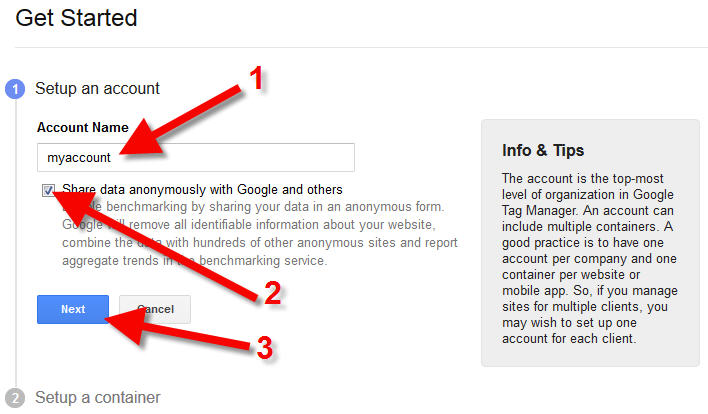 Get Started
1 Setup an account
1
Account Name
myaccount
Share data anonymously with Google and others
benchmarking by sharing your data in an anonymous form.
Google will remove all identifiable information about your website,
combine the data with hundreds of other anonymous sites and report
aggregate trends in the benchmarking service.
2
Next
Cancel
3
Info & Tips
The account is the top-most
level of organization in Google
Tag Manager. An account can
include multiple containers. A
good practice is to have one
account per company and one
container per website or
mobile app. So, if you manage
sites for multiple clients, you
may wish to set up one
account for each client.
2 Setup a container